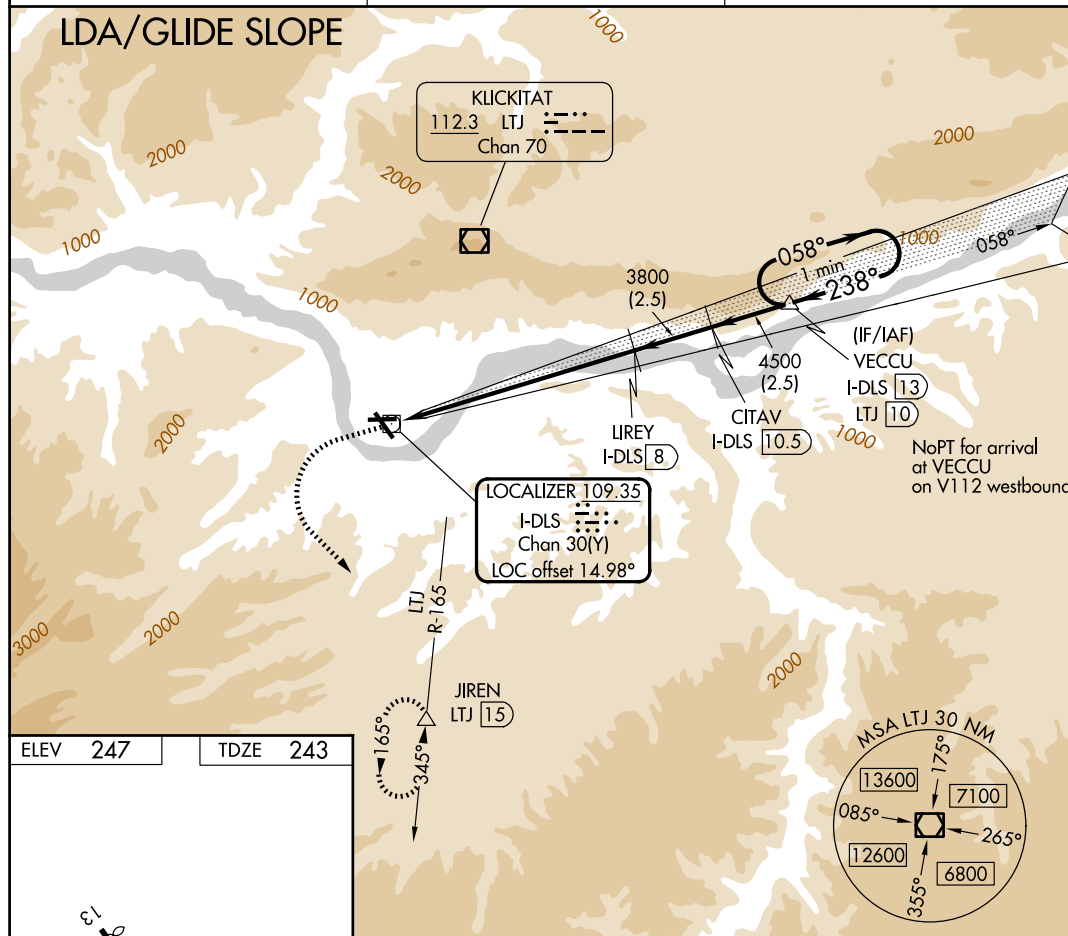 LDA/GLIDE SLOPE
1000
KLICKITAT
112.3 LTJ
Chan 70
2000
2000
2000
1000
1000
058°
1 min
238°
1000
058°
3800
(2.5)
4500
(2.5)
(IF/IAF)
VECCU
I-DLS 13
LTJ 10
CITAV
I-DLS 10.5
LIREY
I-DLS 8
1000
NoPT for arrival
at VECCU
on V112 westbound
2000
LOCALIZER 109.35
I-DLS
Chan 30(Y)
LOC offset 14.98°
LTJ
R-165
3000
2000
2000
JIREN
LTJ 15
165°
345°
MSA LTJ 30 NM
175°
13600
7100
085°
265°
12600
6800
355°
ELEV 247
TDZE 243
13